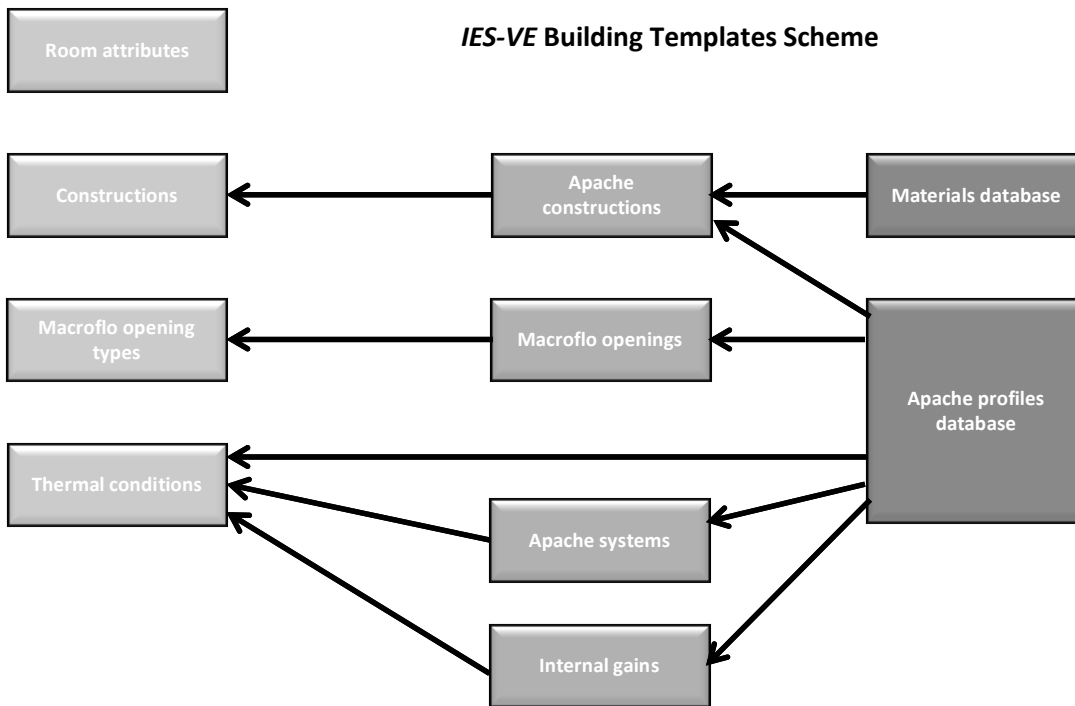 Room attributes
IES-VE Building Templates Scheme
Constructions
Apache
constructions
Materials database
Macroflo opening
types
Macroflo openings
Apache profiles
database
Thermal conditions
Apache systems
Internal gains